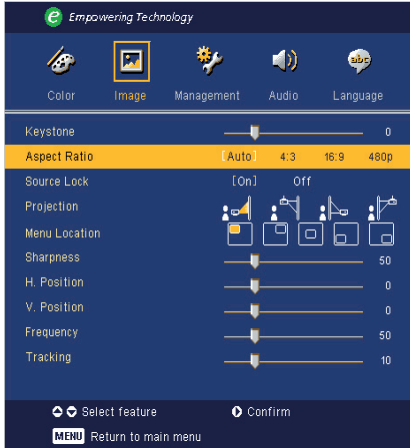 e Empowering Technology
abc
Color Image Management Audio Language
Keystone 0
Aspect Ratio [Auto] 4:3 16:9 480p
Source Lock [On] Off
Projection
Menu Location
Sharpness 50
H. Position 0
V. Position 0
Frequency 50
Tracking 10
Select feature Confirm
MENU Return to main menu